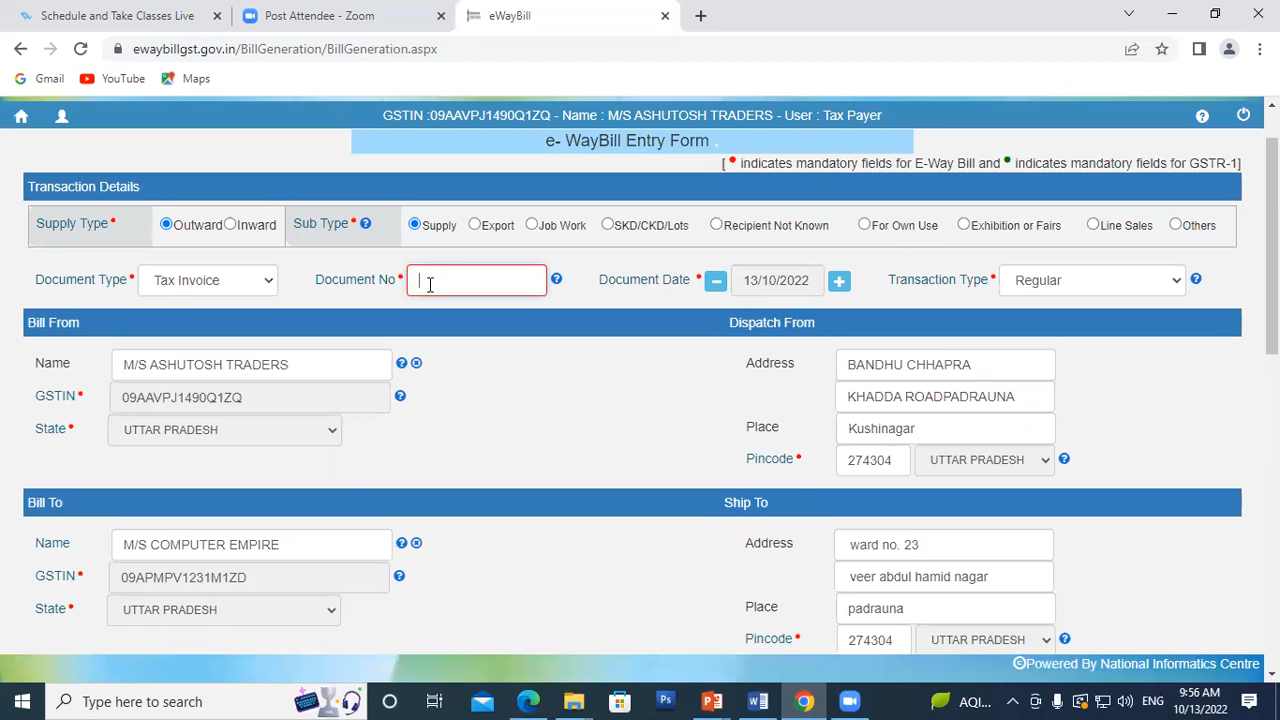 Schedule and Take Classes Live
Post Attendee - Zoom
eWayBill
ewaybillgst.gov.in/BillGeneration/BillGeneration.aspx
Gmail YouTube Maps
GSTIN :09AAVPJ1490Q1ZQ - Name : M/S ASHUTOSH TRADERS - User : Tax Payer
e- WayBill Entry Form .
[ * indicates mandatory fields for E-Way Bill and * indicates mandatory fields for GSTR-1]
Transaction Details
Supply Type * Outward Inward Sub Type Supply Export Job Work SKD/CKD/Lots Recipient Not Known For Own Use Exhibition or Fairs Line Sales Others
Document Type * Tax Invoice Document No * Document Date * 13/10/2022 Transaction Type * Regular
Bill From Dispatch From
Name M/S ASHUTOSH TRADERS Address BANDHU CHHAPRA
GSTIN * 09AAVPJ1490Q1ZQ KHADDA ROADPADRAUNA
State * UTTAR PRADESH Place Kushinagar
Pincode * 274304 UTTAR PRADESH
Bill To Ship To
Name M/S COMPUTER EMPIRE Address ward no. 23
GSTIN * 09APMPV1231M1ZD veer abdul hamid nagar
State * UTTAR PRADESH Place padrauna
Pincode * 274304 UTTAR PRADESH
©Powered By National Informatics Centre
Type here to search
AQI... ENG 9:56 AM
10/13/2022